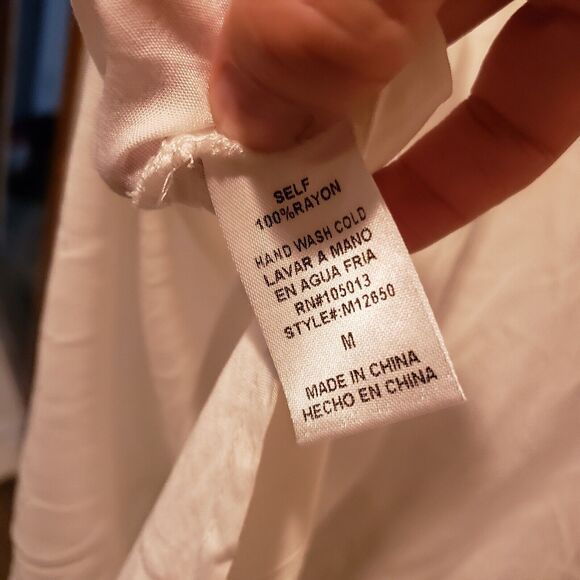 SELF
100%RAYON
HAND WASH COLD
LAVAR A MANO
EN AGUA FRIA
RN#105013
STYLE#:M12650
M
MADE IN CHINA
HECHO EN CHINA